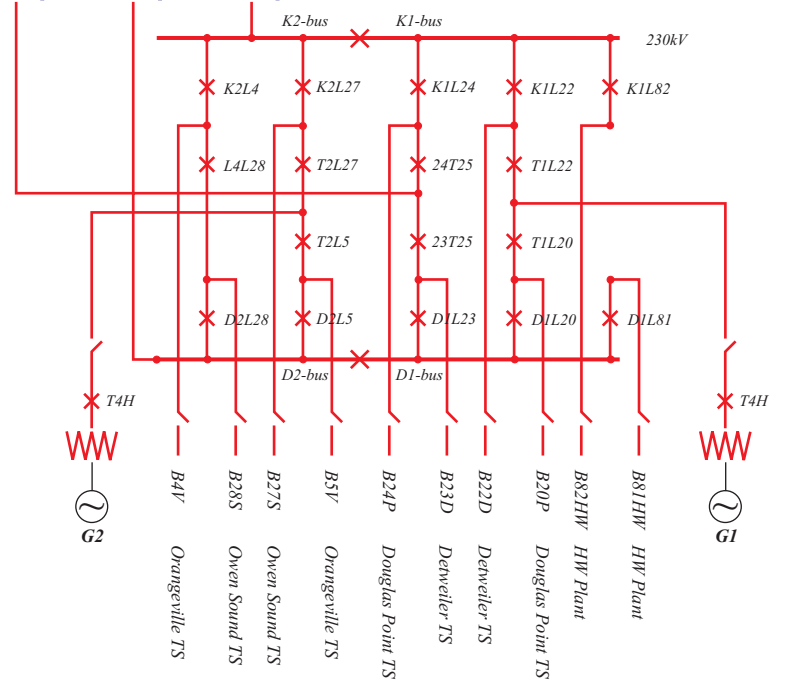 K2-bus K1-bus
230kV
K2L4 K2L27 K1L24 K1L22 K1L82
L4L28 T2L27 24T25 T1L22
T2L5 23T25 T1L20
D2L28 D2L5 D1L23 D1L20 D1L81
D2-bus D1-bus
T4H T4H
G2 G1
B4V Orangeville TS
B28S Owen Sound TS
B27S Owen Sound TS
B5V Orangeville TS
B24P Douglas Point TS
B23D Detweiler TS
B22D Detweiler TS
B20P Douglas Point TS
B82HW HW Plant
B81HW HW Plant